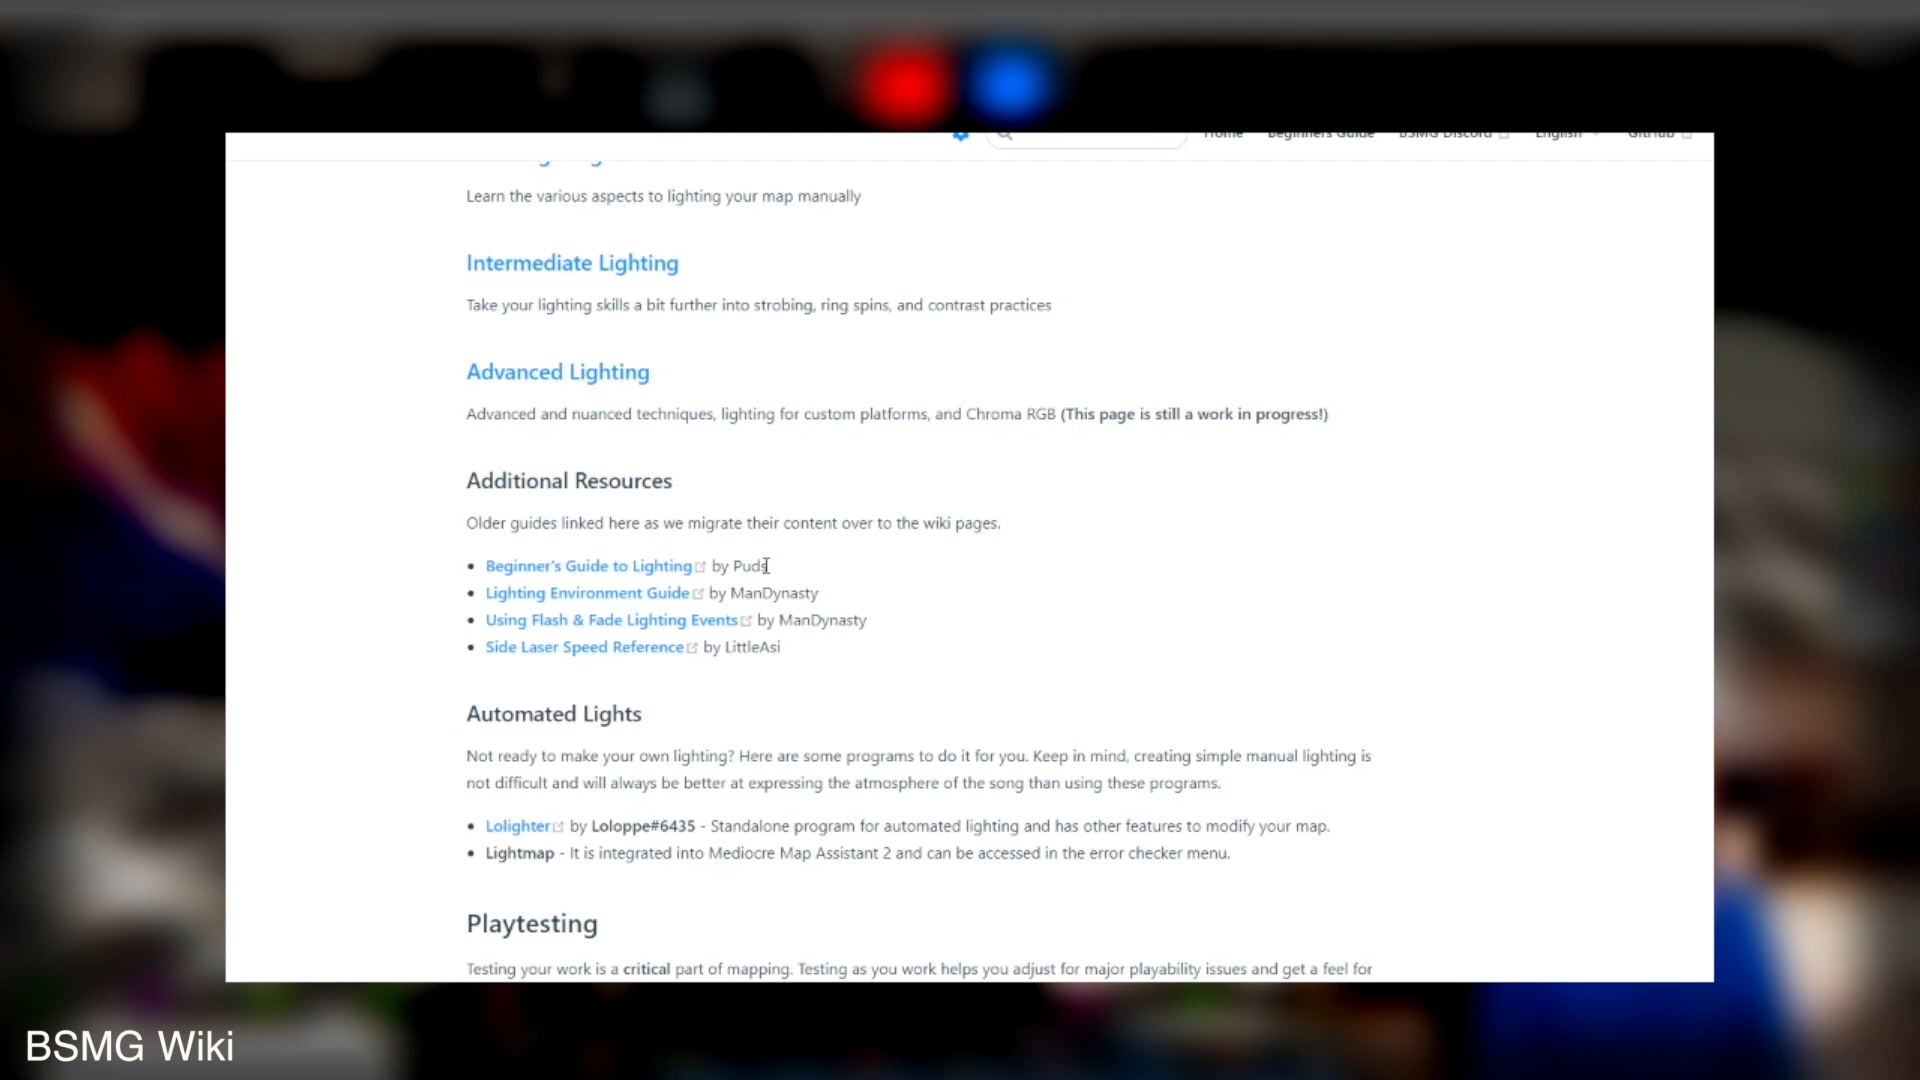 Home Beginners Guide BSMG Discord English GitHub
Learn the various aspects to lighting your map manually
Intermediate Lighting
Take your lighting skills a bit further into strobing, ring spins, and contrast practices
Advanced Lighting
Advanced and nuanced techniques, lighting for custom platforms, and Chroma RGB (This page is still a work in progress!)
Additional Resources
Older guides linked here as we migrate their content over to the wiki pages.
• Beginner's Guide to Lighting by Puds
• Lighting Environment Guide by ManDynasty
• Using Flash & Fade Lighting Events by ManDynasty
• Side Laser Speed Reference by LittleAsi
Automated Lights
Not ready to make your own lighting? Here are some programs to do it for you. Keep in mind, creating simple manual lighting is
not difficult and will always be better at expressing the atmosphere of the song than using these programs.
• Lolighter by Loloppe#6435 - Standalone program for automated lighting and has other features to modify your map.
• Lightmap - It is integrated into Mediocre Map Assistant 2 and can be accessed in the error checker menu.
Playtesting
Testing your work is a critical part of mapping. Testing as you work helps you adjust for major playability issues and get a feel for
BSMG Wiki